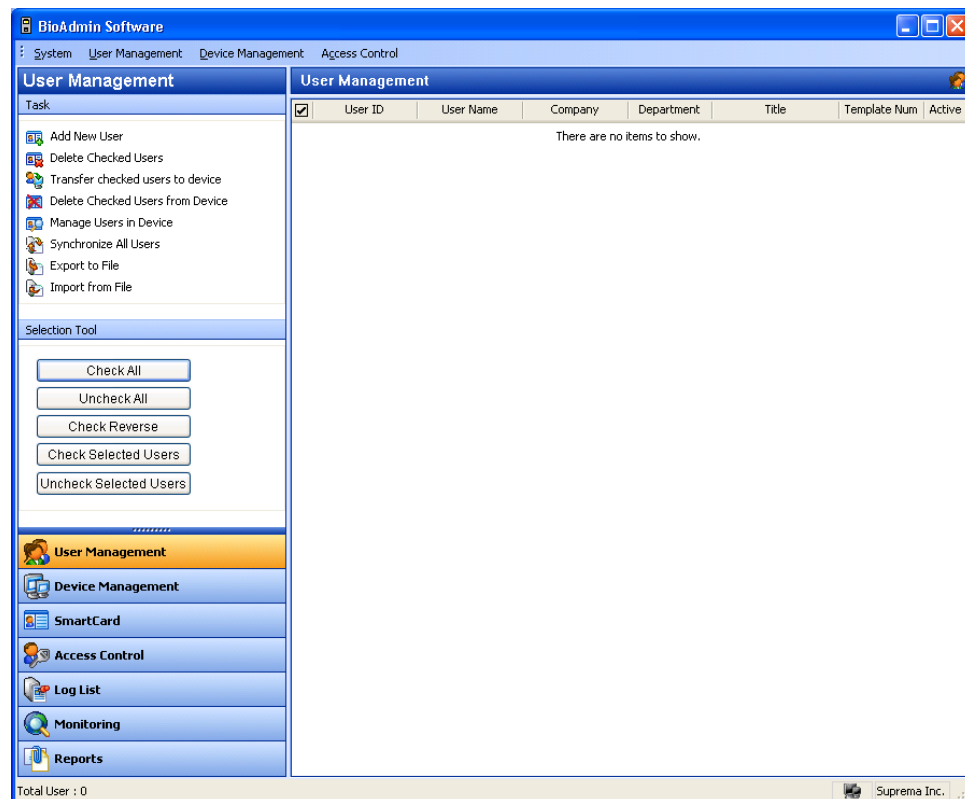 BioAdmin Software
System User Management Device Management Access Control
User Management
Task
Add New User
Delete Checked Users
Transfer checked users to device
Delete Checked Users from Device
Manage Users in Device
Synchronize All Users
Export to File
Import from File
Selection Tool
Check All
Uncheck All
Check Reverse
Check Selected Users
Uncheck Selected Users
User Management
Device Management
SmartCard
Access Control
Log List
Monitoring
Reports
User Management
User ID User Name Company Department Title Template Num Active
There are no items to show.
Total User : 0
Suprema Inc.